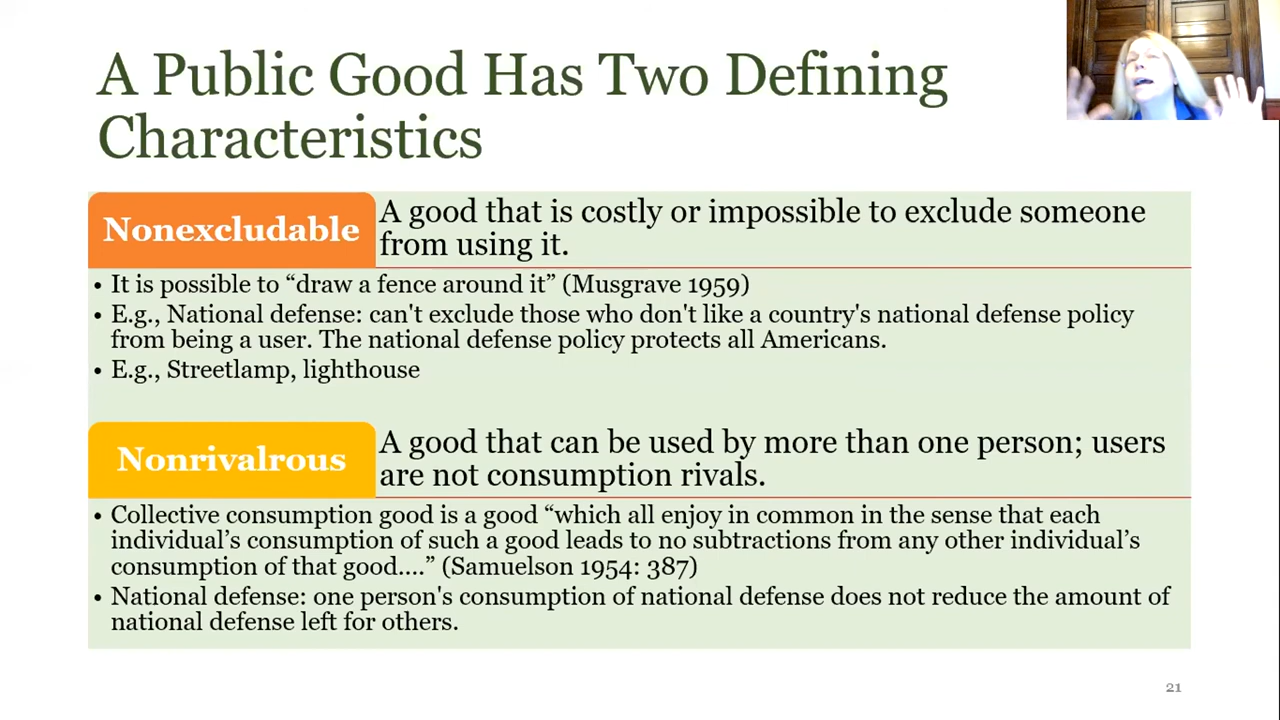 A Public Good Has Two Defining
Characteristics
Nonexcludable
A good that is costly or impossible to exclude someone
from using it.
• It is possible to “draw a fence around it” (Musgrave 1959)
• E.g., National defense: can't exclude those who don't like a country's national defense policy
from being a user. The national defense policy protects all Americans.
• E.g., Streetlamp, lighthouse
Nonrivalrous
A good that can be used by more than one person; users
are not consumption rivals.
• Collective consumption good is a good “which all enjoy in common in the sense that each
individual’s consumption of such a good leads to no subtractions from any other individual’s
consumption of that good....” (Samuelson 1954: 387)
• National defense: one person's consumption of national defense does not reduce the amount of
national defense left for others.
21